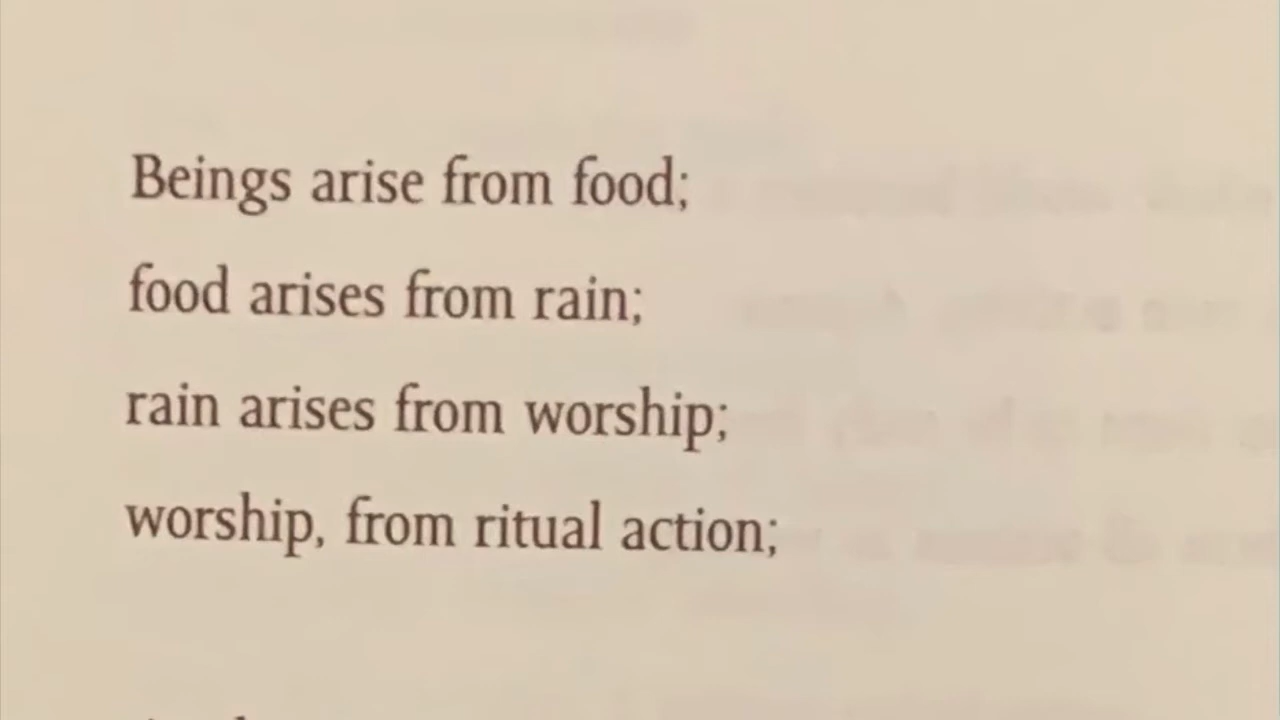 Beings arise from food;
food arises from rain;
rain arises from worship;
worship, from ritual action;